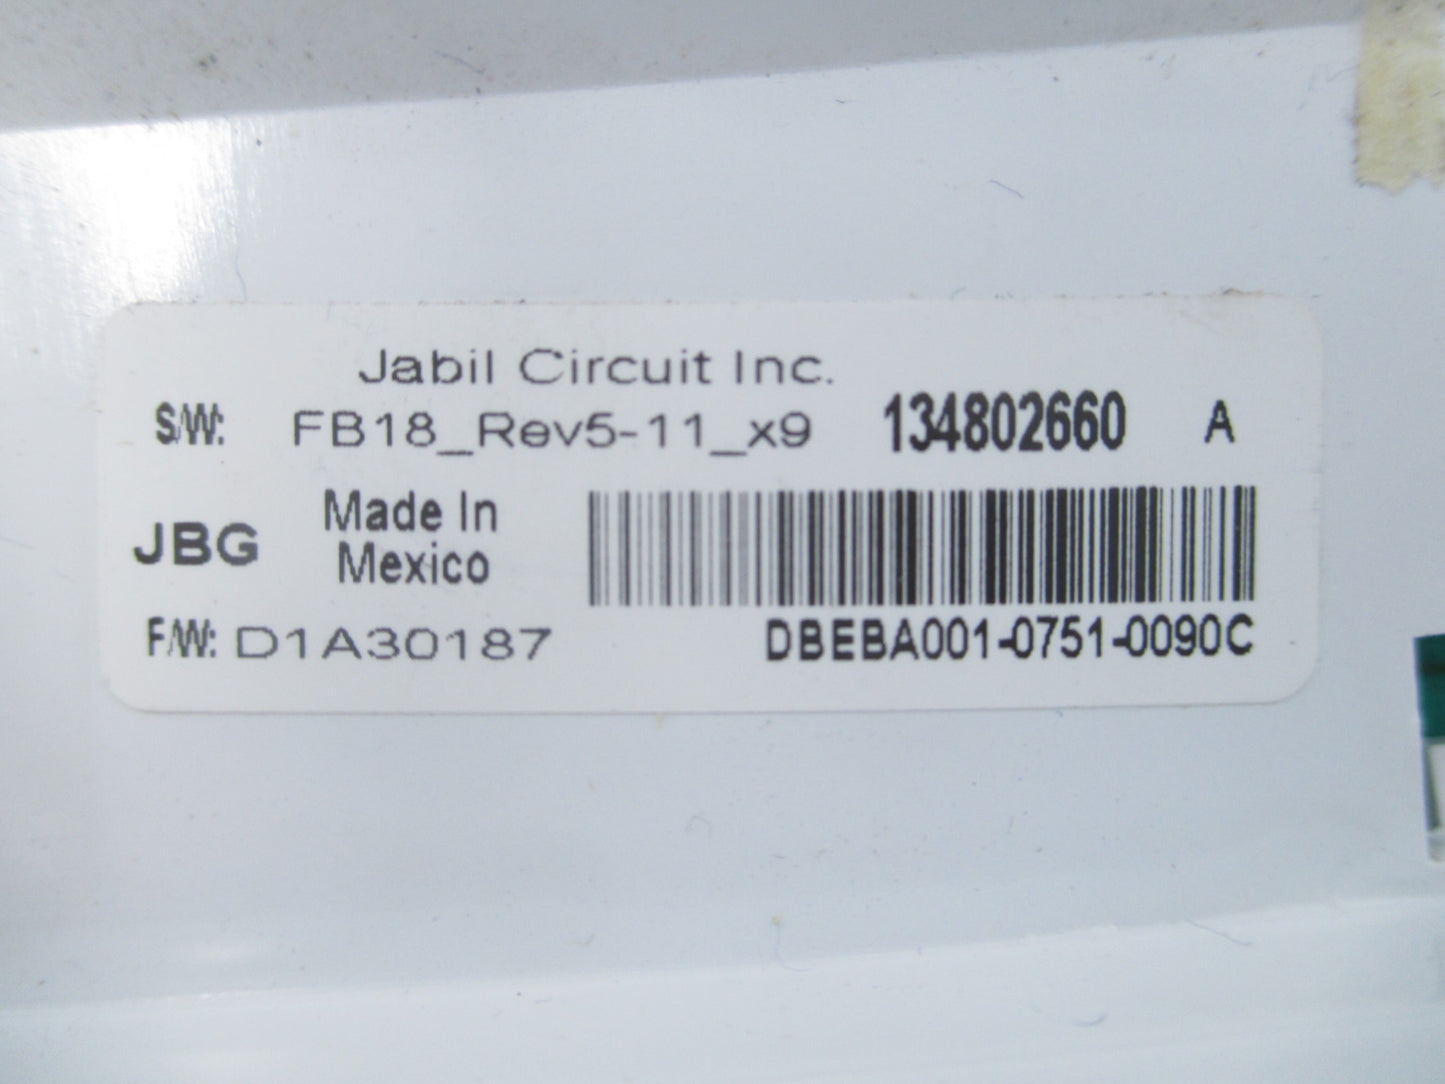 Jabil Circuit Inc.
S/W: FB18_Rev5-11_x9 134802660 A
JBG Made In
Mexico
F/W: D1A30187 DBEBA001-0751-0090C